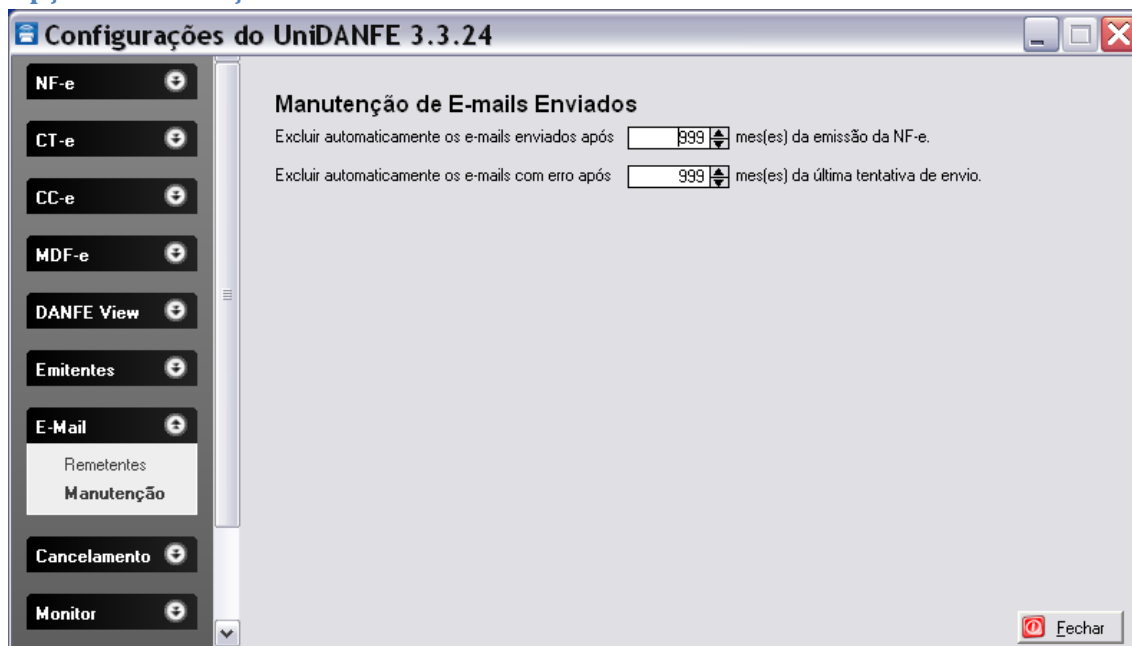 Configurações do UniDANFE 3.3.24
NF-e
CT-e
CC-e
MDF-e
DANFE View
Emitentes
E-Mail
Remetentes
Manutenção
Cancelamento
Monitor
Manutenção de E-mails Enviados
Excluir automaticamente os e-mails enviados após 999 mes(es) da emissão da NF-e.
Excluir automaticamente os e-mails com erro após 999 mes(es) da última tentativa de envio.
Fechar